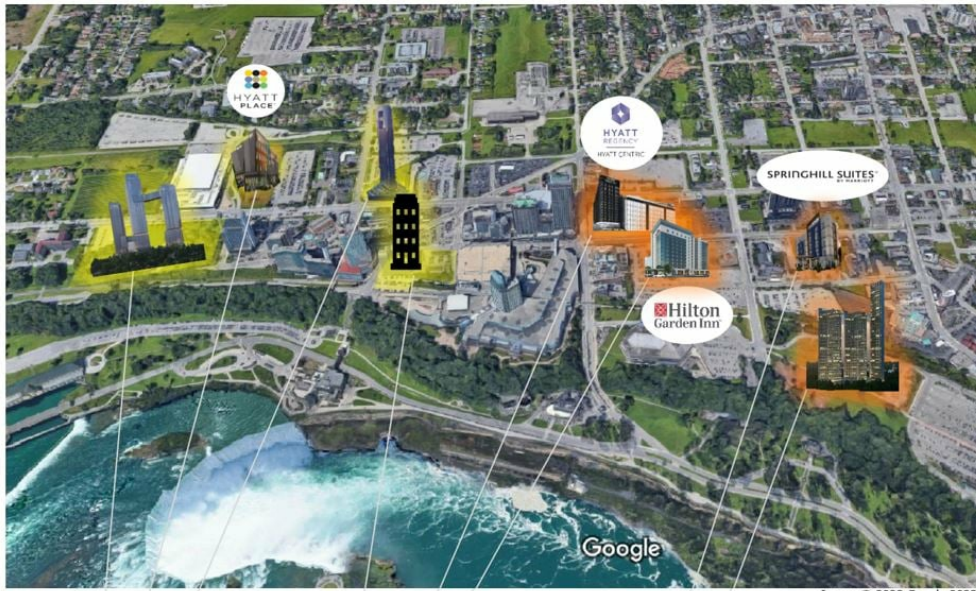 HYATT
PLACE
HYATT
REGENCY
HYATT CENTRIC
SPRINGHILL SUITES
BY MARRIOTT
Hilton
Garden Inn
Google